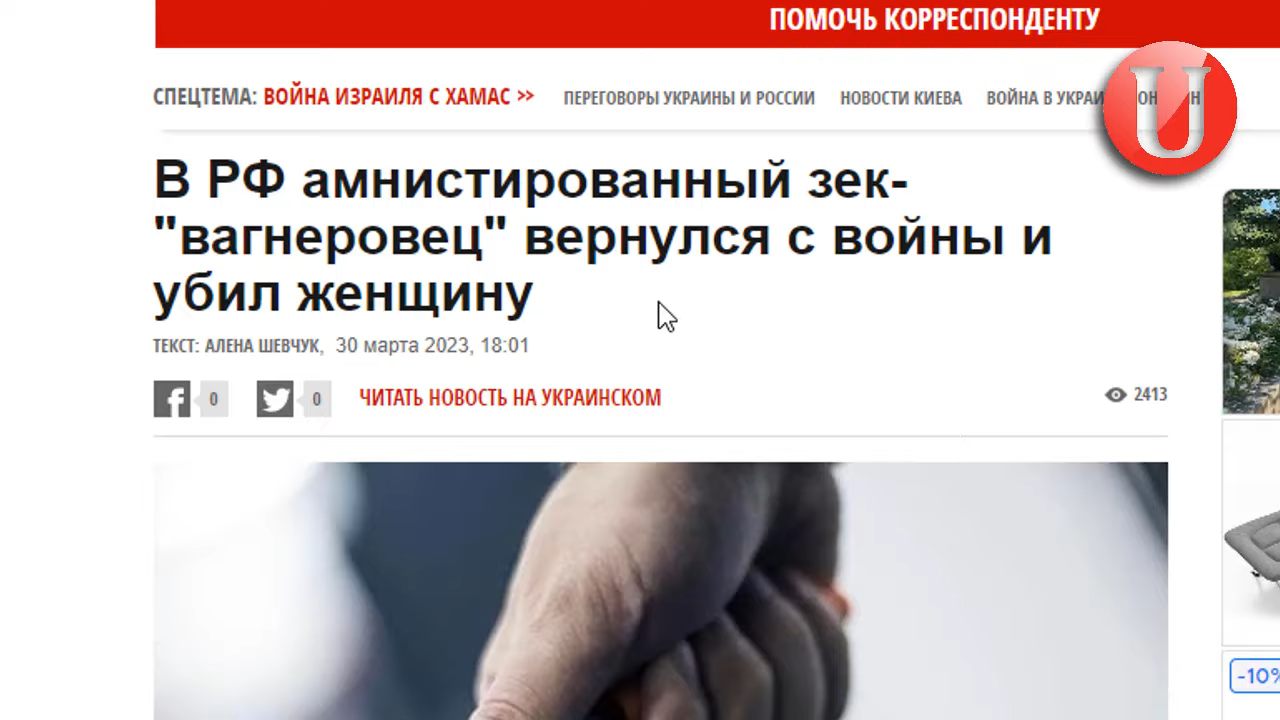 ПОМОЧЬ КОРРЕСПОНДЕНТУ
СПЕЦТЕМА: ВОЙНА ИЗРАИЛЯ С ХАМАС >> ПЕРЕГОВОРЫ УКРАИНЫ И РОССИИ НОВОСТИ КИЕВА ВОЙНА В
U
В РФ амнистированный зек-
"вагнеровец" вернулся с войны и
убил женщину
ТЕКСТ: АЛЕНА ШЕВЧУК, 30 марта 2023, 18:01
f 0 0 ЧИТАТЬ НОВОСТЬ НА УКРАИНСКОМ 2413
-10%